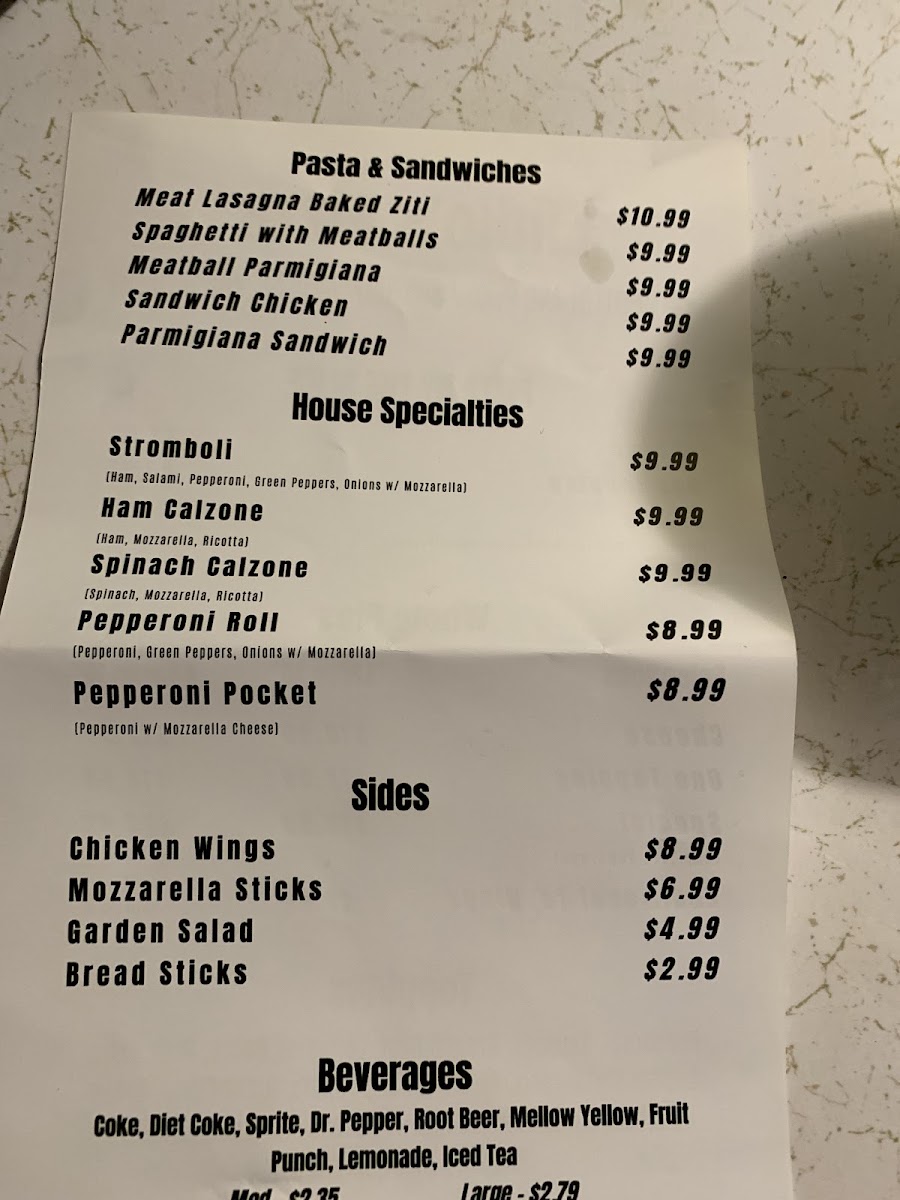 Pasta & Sandwiches
Meat Lasagna Baked Ziti $10.99
Spaghetti with Meatballs $9.99
Meatball Parmigiana $9.99
Sandwich Chicken $9.99
Parmigiana Sandwich $9.99
House Specialties
Stromboli $9.99
(Ham, Salami, Pepperoni, Green Peppers, Onions w/ Mozzarella)
Ham Calzone $9.99
(Ham, Mozzarella, Ricotta)
Spinach Calzone $9.99
(Spinach, Mozzarella, Ricotta)
Pepperoni Roll $8.99
(Pepperoni, Green Peppers, Onions w/ Mozzarella)
Pepperoni Pocket $8.99
(Pepperoni w/ Mozzarella Cheese)
Sides
Chicken Wings $8.99
Mozzarella Sticks $6.99
Garden Salad $4.99
Bread Sticks $2.99
Beverages
Coke, Diet Coke, Sprite, Dr. Pepper, Root Beer, Mellow Yellow, Fruit
Punch, Lemonade, Iced Tea
Med - $2.35 Large - $2.79